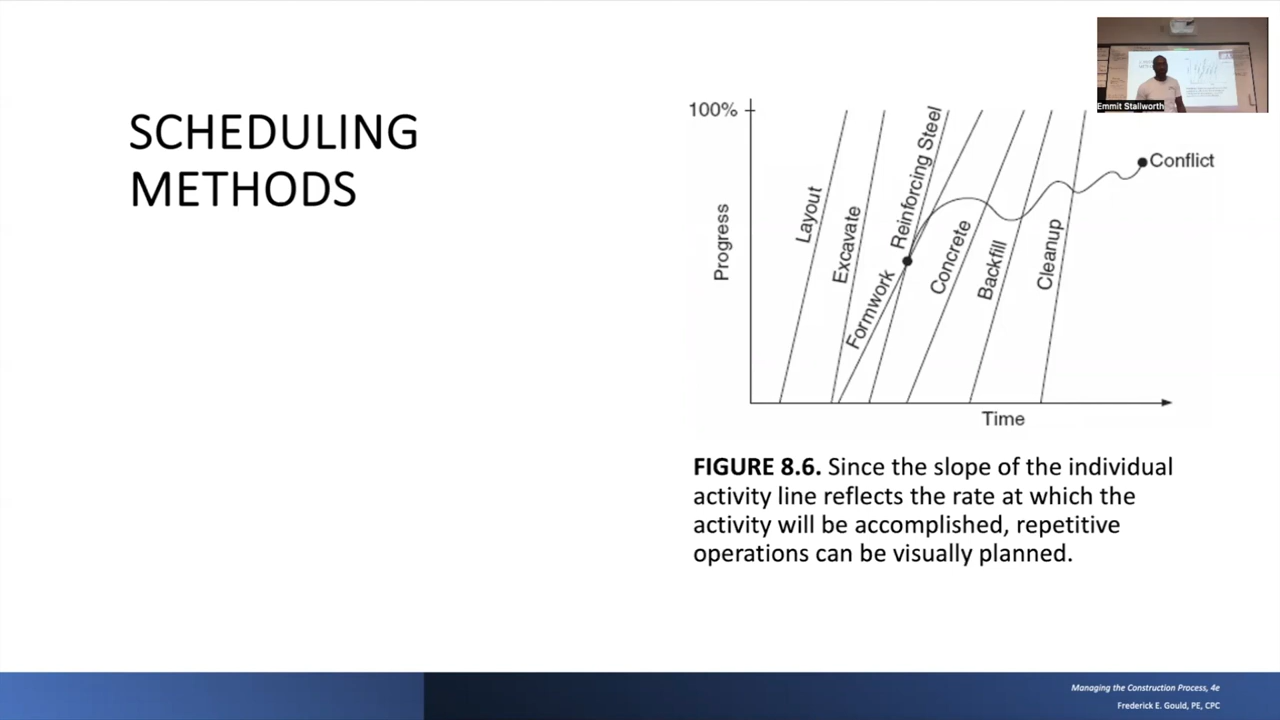 SCHEDULING
METHODS
100%
Progress
Layout
Excavate
Formwork
Reinforcing Steel
Concrete
Backfill
Cleanup
Conflict
Time
FIGURE 8.6. Since the slope of the individual
activity line reflects the rate at which the
activity will be accomplished, repetitive
operations can be visually planned.
Emmit Stallworth
Managing the Construction Process, 4e
Frederick E. Gould, PE, CPC